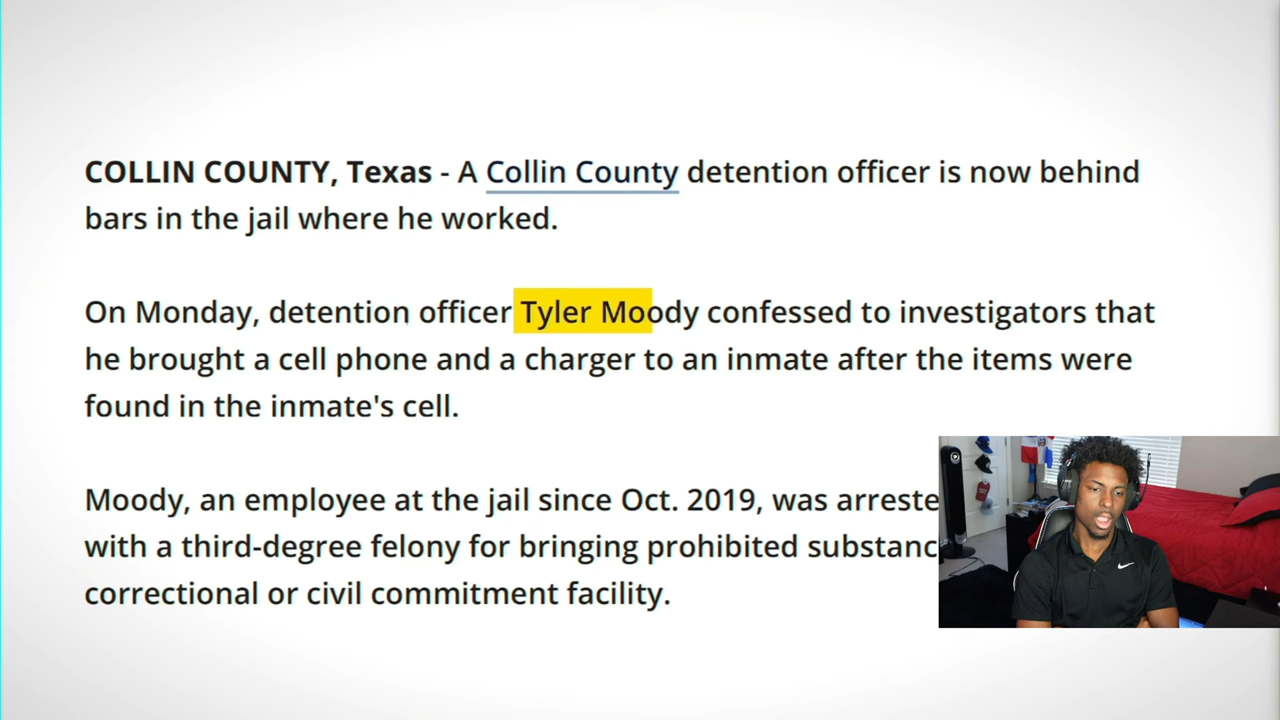 COLLIN COUNTY, Texas - A Collin County detention officer is now behind
bars in the jail where he worked.
On Monday, detention officer Tyler Moody confessed to investigators that
he brought a cell phone and a charger to an inmate after the items were
found in the inmate's cell.
Moody, an employee at the jail since Oct. 2019, was arreste
with a third-degree felony for bringing prohibited substanc
correctional or civil commitment facility.